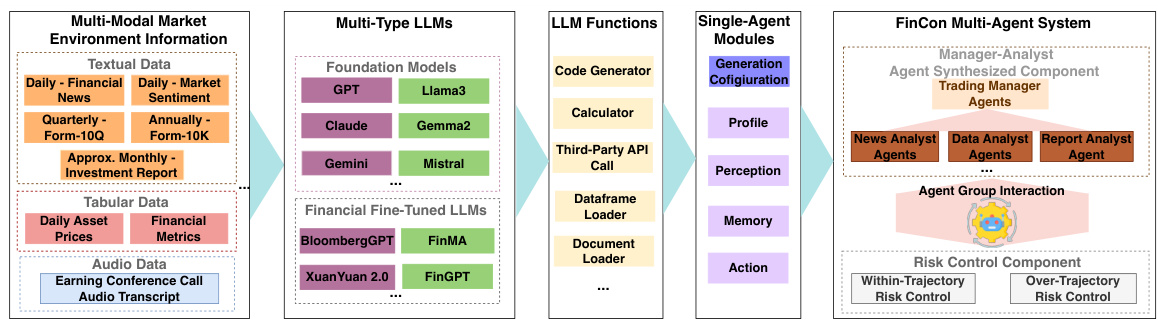 Multi-Modal Market
Environment Information
Textual Data
Daily - Financial
News
Daily - Market
Sentiment
Quarterly -
Form-10Q
Annually -
Form-10K
Approx. Monthly -
Investment Report
...
Tabular Data
Daily Asset
Prices
Financial
Metrics
Audio Data
Earning Conference Call
Audio Transcript
Multi-Type LLMs
Foundation Models
GPT
Llama3
Claude
Gemma2
Gemini
Mistral
...
Financial Fine-Tuned LLMs
BloombergGPT
FinMA
XuanYuan 2.0
FinGPT
...
LLM Functions
Code Generator
Calculator
Third-Party API
Call
Dataframe
Loader
Document
Loader
...
Single-Agent
Modules
Generation
Cofigiuration
Profile
Perception
Memory
Action
FinCon Multi-Agent System
Manager-Analyst
Agent Synthesized Component
Trading Manager
Agents
News Analyst
Agents
Data Analyst
Agents
Report Analyst
Agent
...
Agent Group Interaction
Risk Control Component
Within-Trajectory
Risk Control
Over-Trajectory
Risk Control